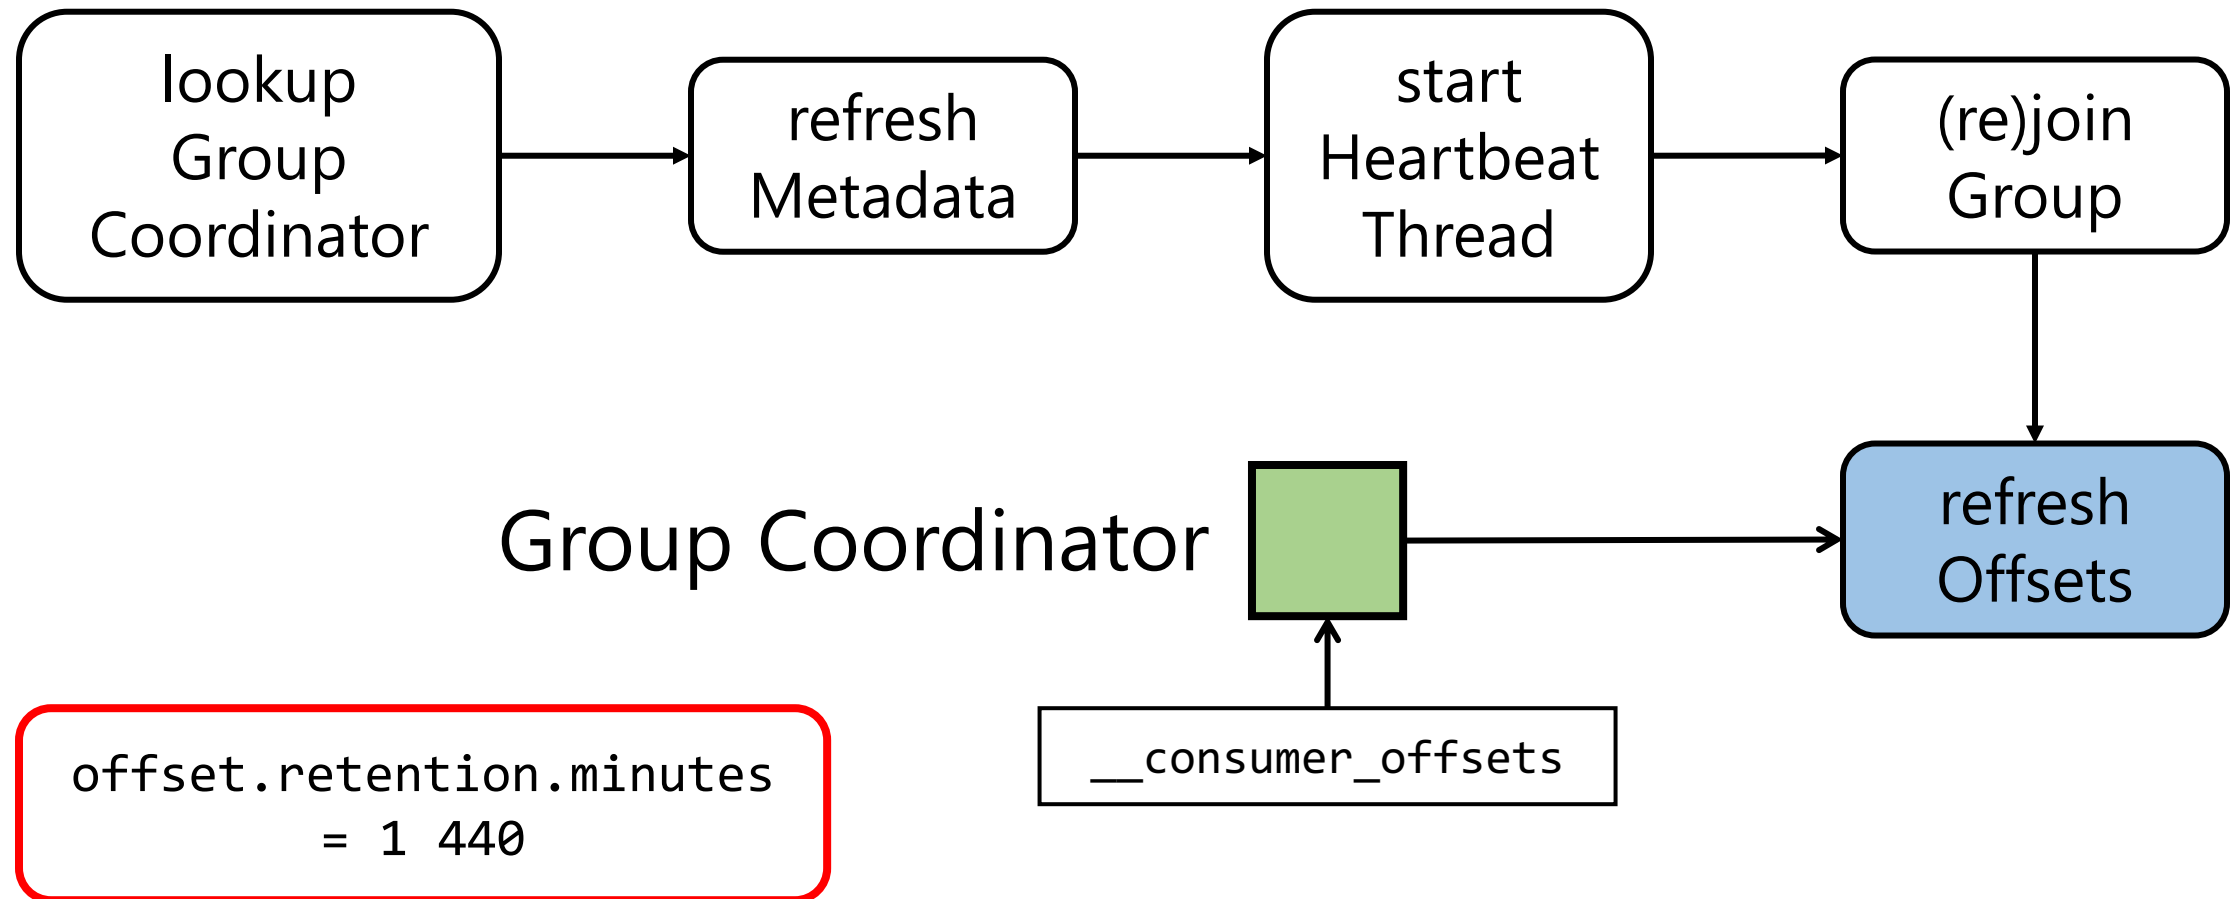 lookup
Group
Coordinator
refresh
Metadata
start
Heartbeat
Thread
(re)join
Group
Group Coordinator
refresh
Offsets
__consumer_offsets
offset.retention.minutes
= 1 440